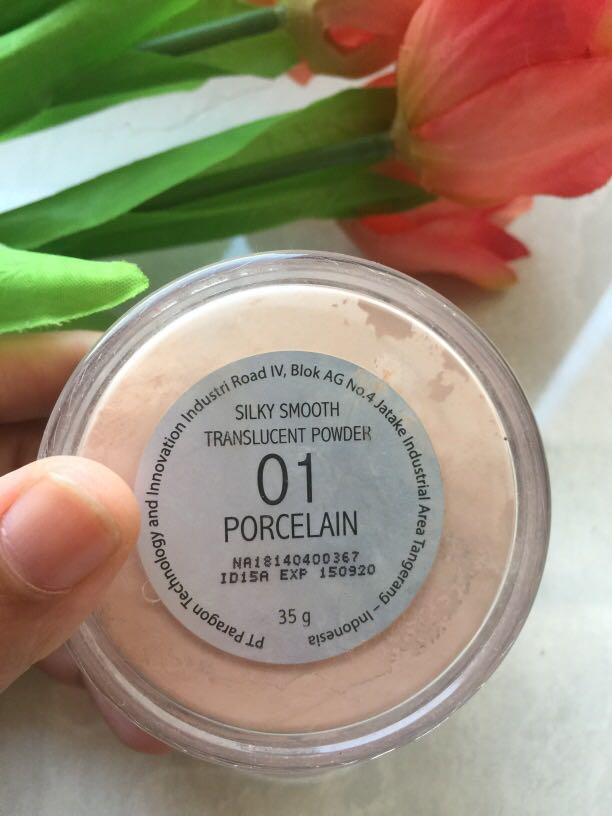 PT Paragon Technology and Innovation Industri Road IV, Blok AG No.4 Jatake Industrial Area Tangerang – Indonesia
SILKY SMOOTH
TRANSLUCENT POWDER
01
PORCELAIN
NA18140400367
ID15A EXP 150920
35 g